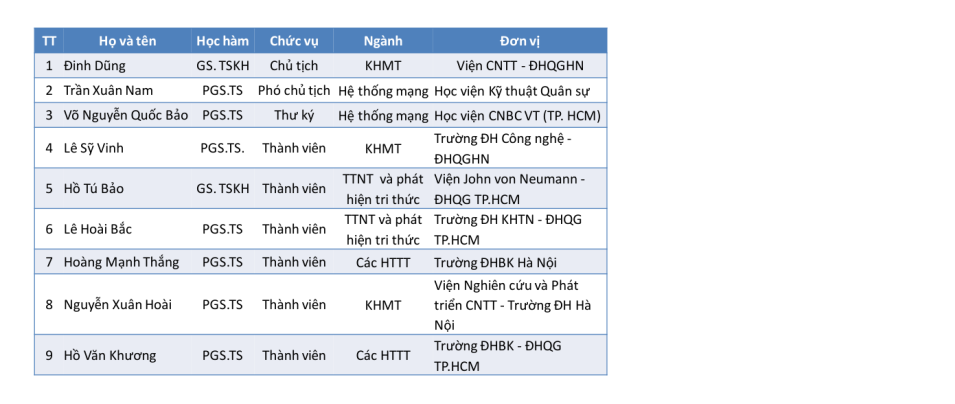 TT Họ và tên Học hàm Chức vụ Ngành Đơn vị
1 Đinh Dũng GS. TSKH Chủ tịch KHMT Viện CNTT - ĐHQGHN
2 Trần Xuân Nam PGS.TS Phó chủ tịch Hệ thống mạng Học viện Kỹ thuật Quân sự
3 Võ Nguyễn Quốc Bảo PGS.TS Thư ký Hệ thống mạng Học viện CNBC VT (TP. HCM)
4 Lê Sỹ Vinh PGS.TS. Thành viên KHMT Trường ĐH Công nghệ -
ĐHQGHN
5 Hồ Tú Bảo GS. TSKH Thành viên TTNT và phát Viện John von Neumann -
hiện tri thức ĐHQG TP.HCM
6 Lê Hoài Bắc PGS.TS Thành viên TTNT và phát Trường ĐH KHTN - ĐHQG
hiện tri thức TP.HCM
7 Hoàng Mạnh Thắng PGS.TS Thành viên Các HTTT Trường ĐHBK Hà Nội
8 Nguyễn Xuân Hoài PGS.TS Thành viên KHMT Viện Nghiên cứu và Phát
triển CNTT - Trường ĐH Hà
Nội
9 Hồ Văn Khương PGS.TS Thành viên Các HTTT Trường ĐHBK - ĐHQG
TP.HCM